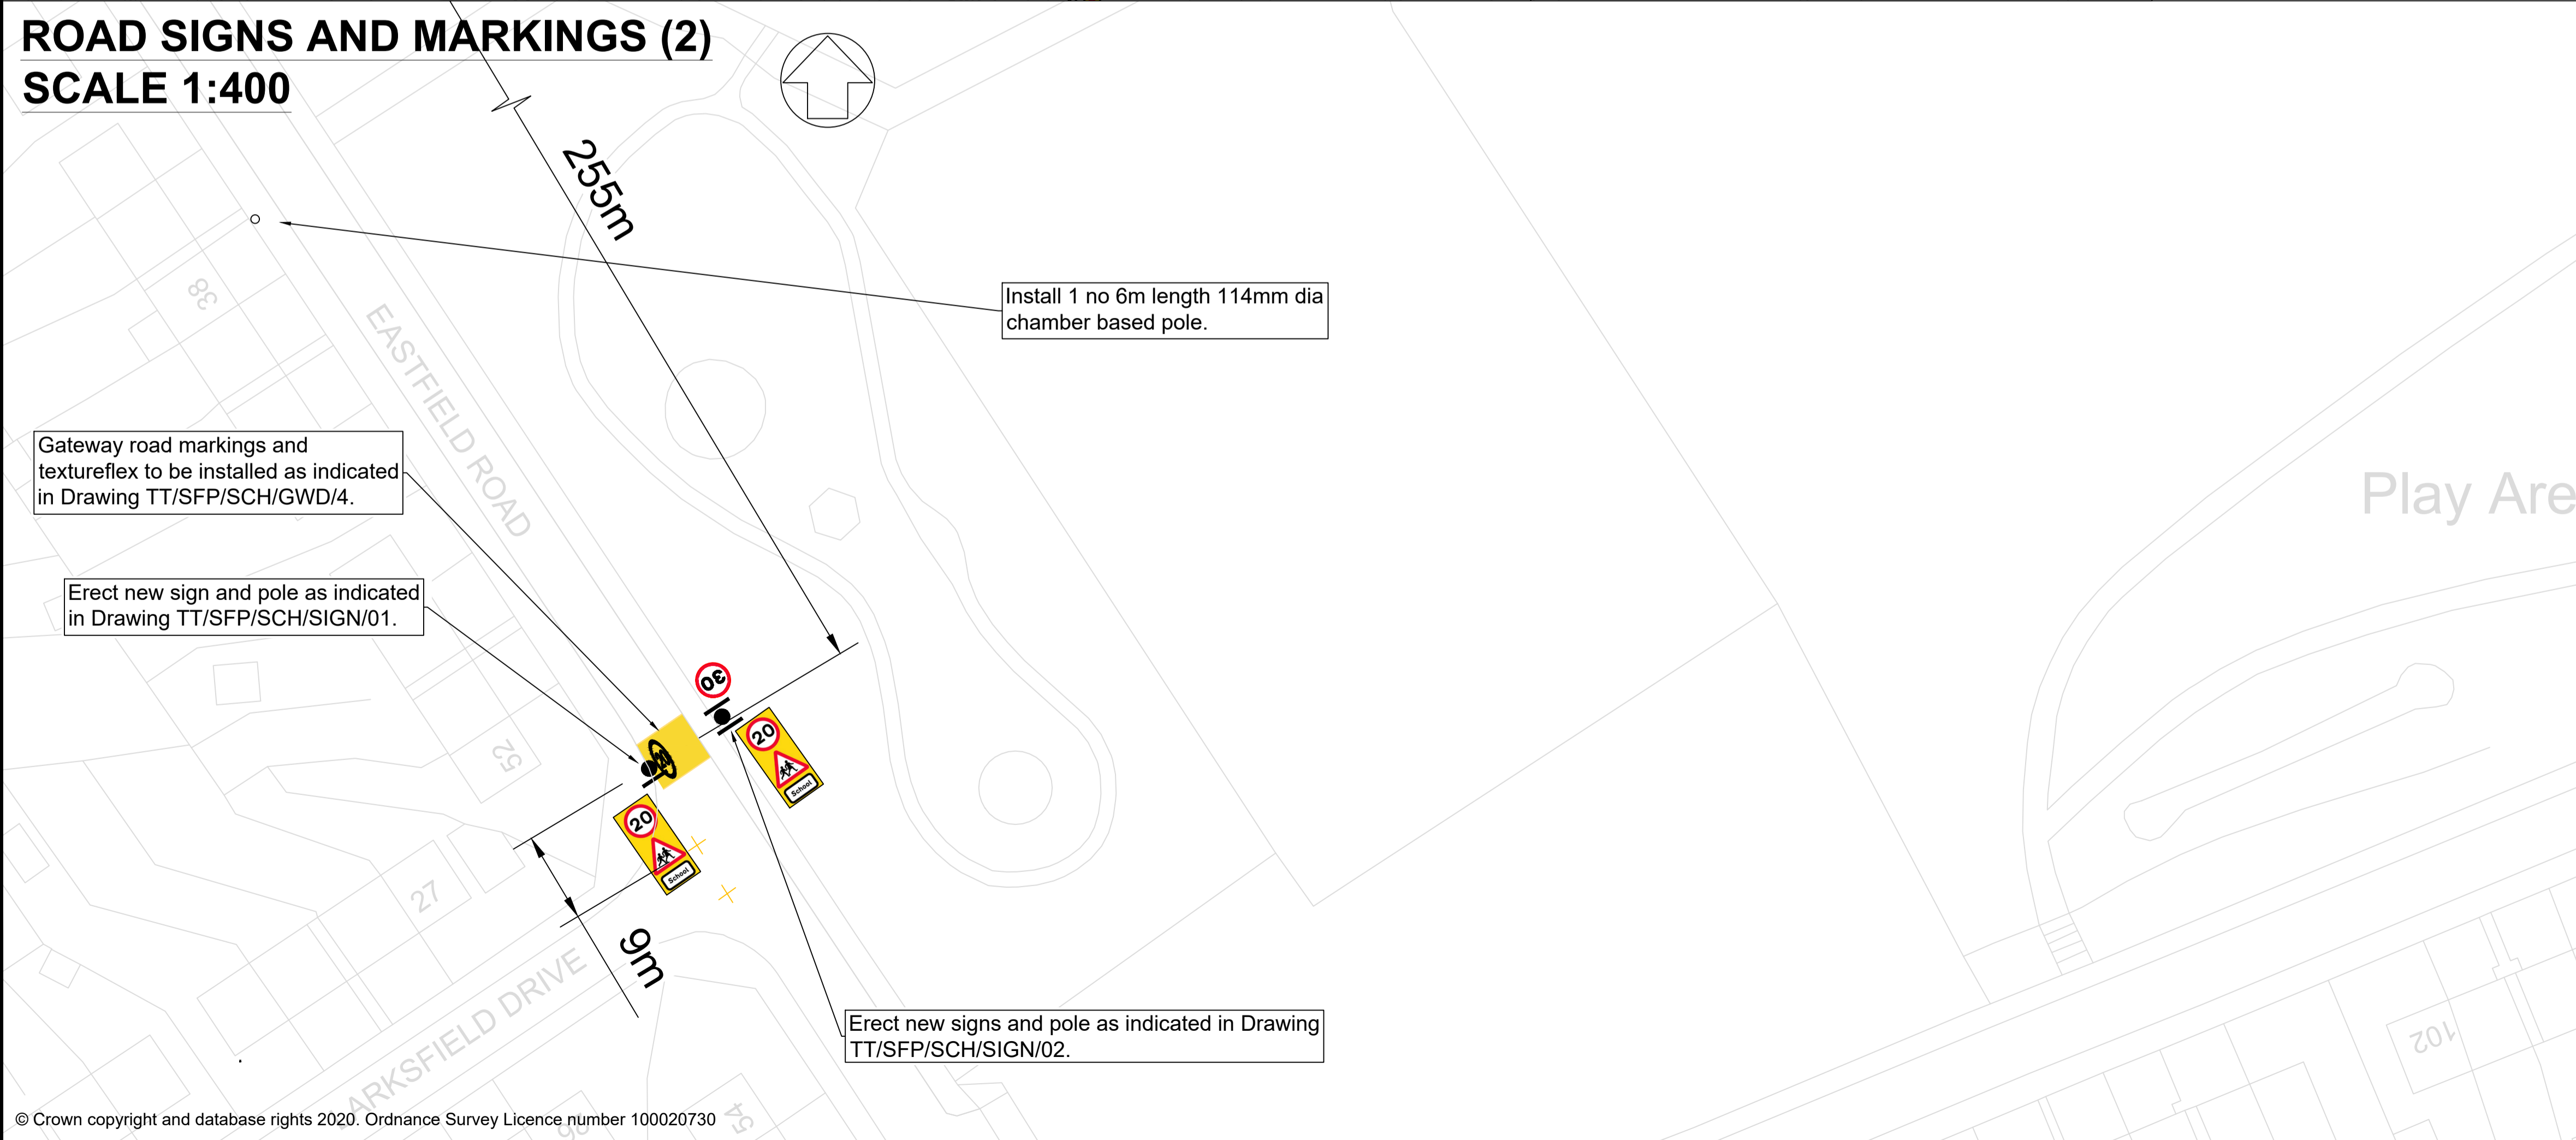 ROAD SIGNS AND MARKINGS (2)
SCALE 1:400
255m
Install 1 no 6m length 114mm dia
chamber based pole.
38
EASTFIELD ROAD
Gateway road markings and
textureflex to be installed as indicated
in Drawing TT/SFP/SCH/GWD/4.
Play Are
Erect new sign and pole as indicated
in Drawing TT/SFP/SCH/SIGN/01.
30
20
School
20
52
20
School
27
9m
ARKSFIELD DRIVE
Erect new signs and pole as indicated in Drawing
TT/SFP/SCH/SIGN/02.
102
54
© Crown copyright and database rights 2020. Ordnance Survey Licence number 100020730